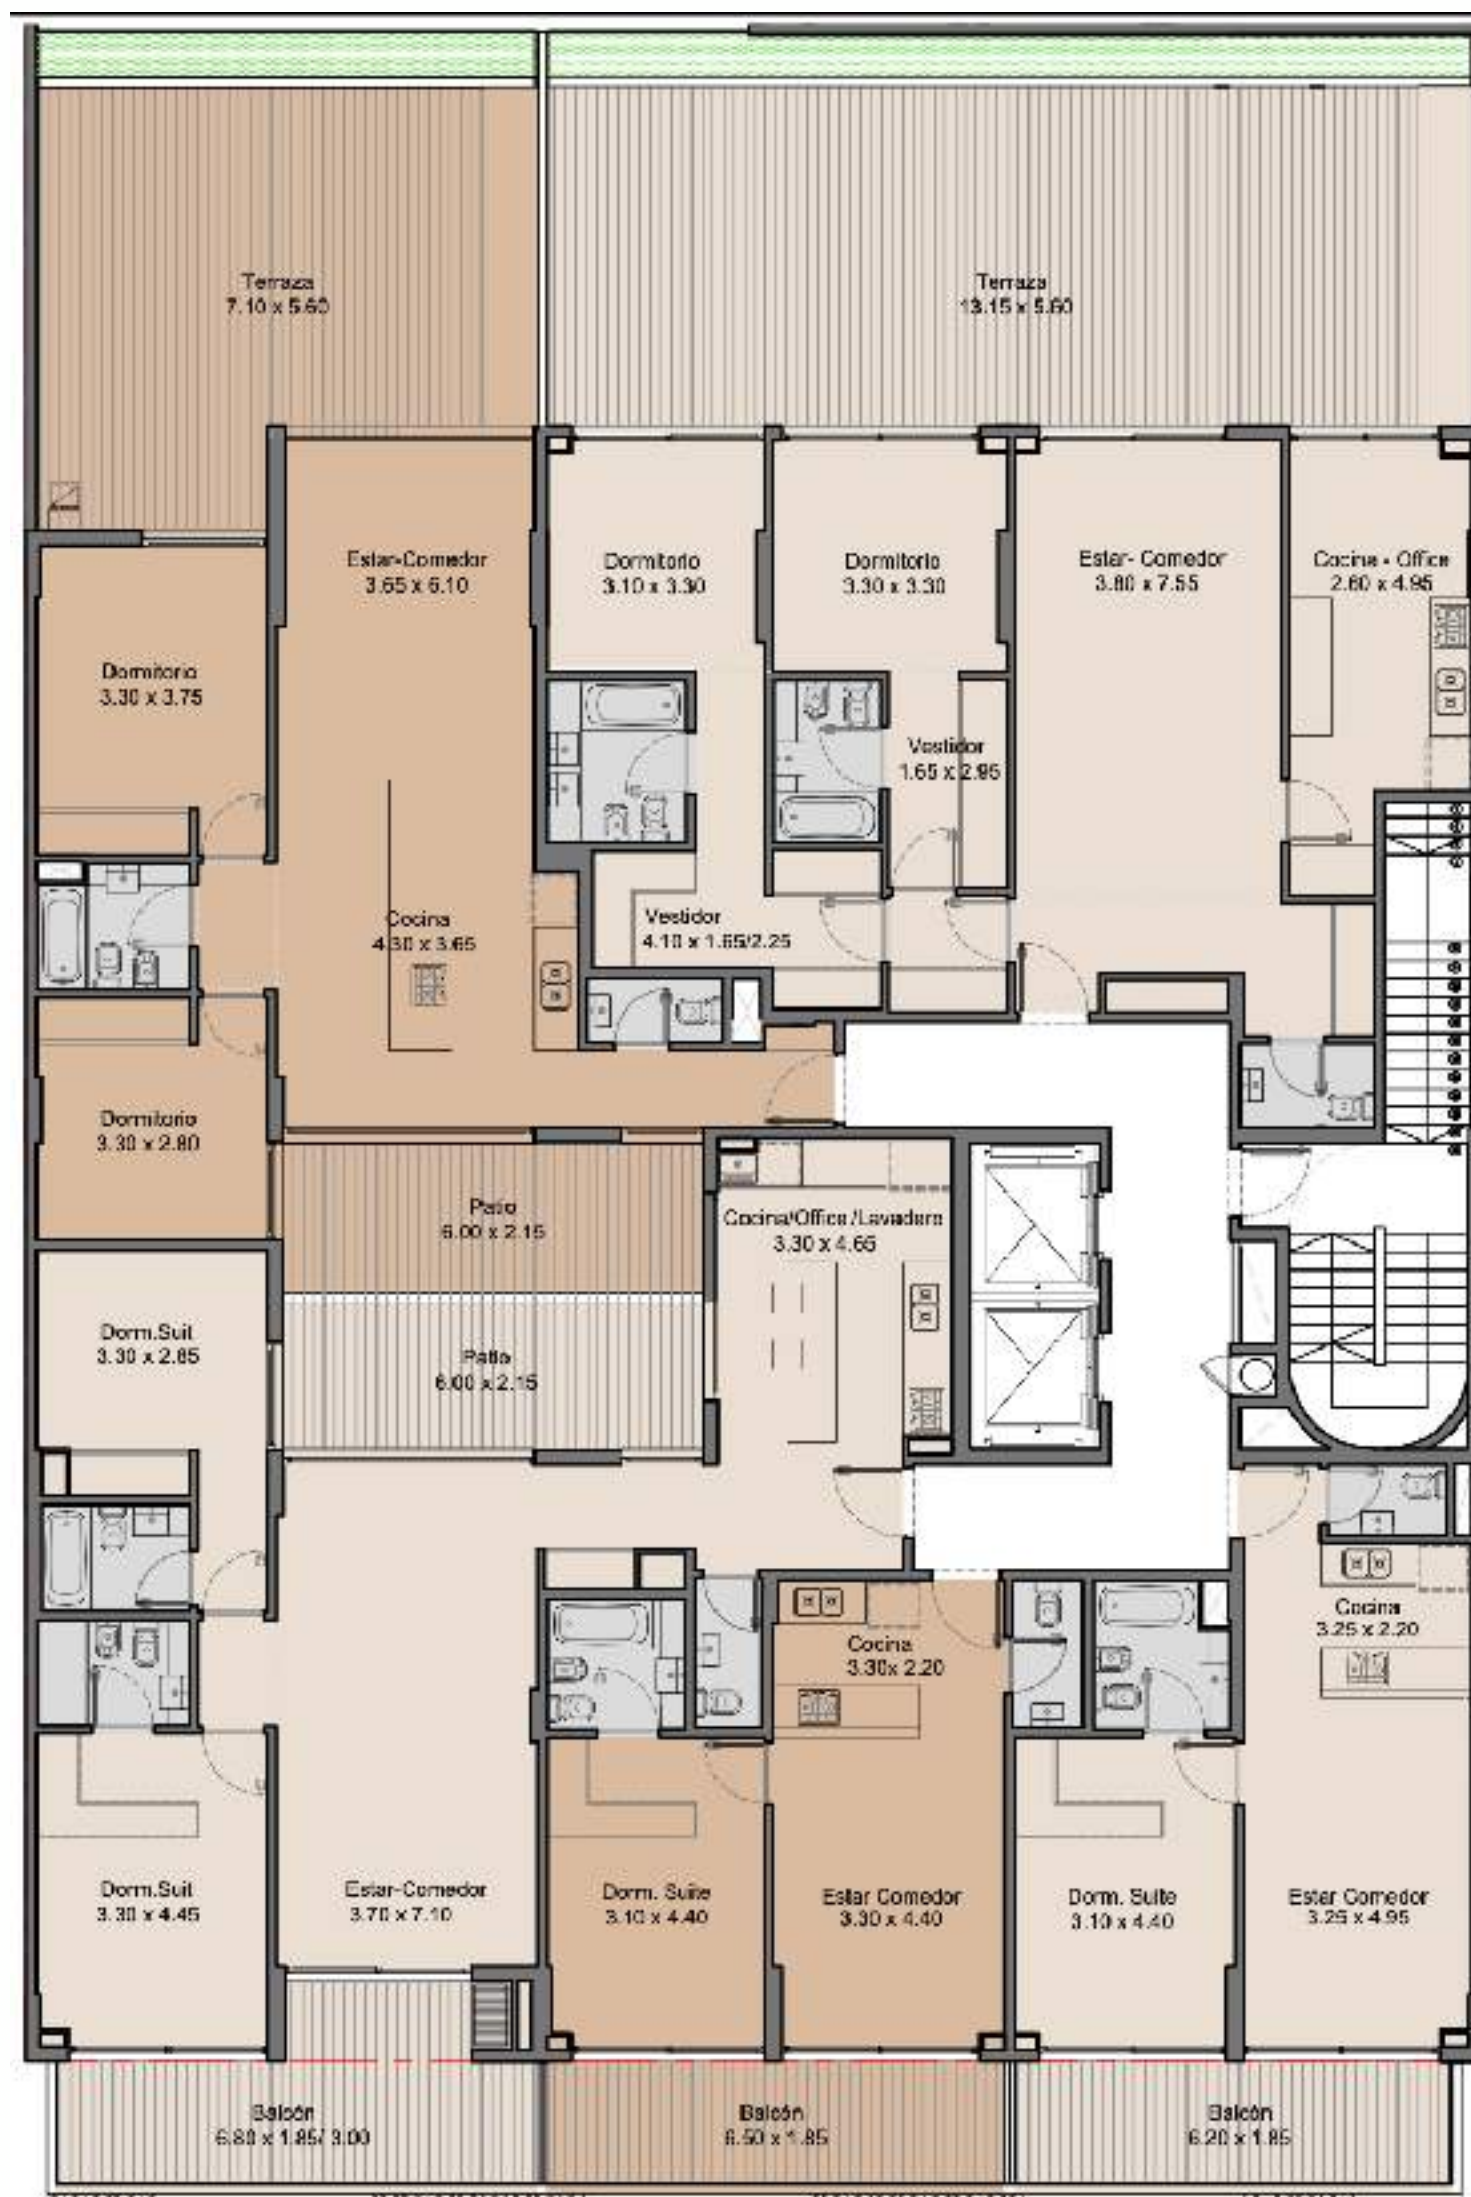 Terraza
7.10 x 5.60
Terraza
13.15 x 5.60
Estar-Comedor
3.65 x 6.10
Dormitorio
3.10 x 3.30
Dormitorio
3.30 x 3.30
Estar- Comedor
3.80 x 7.55
Cocina - Office
2.60 x 4.95
Dormitorio
3.30 x 3.75
Vestidor
1.65 x 2.95
Cocina
4.30 x 3.65
Vestidor
4.10 x 1.65/2.25
Dormitorio
3.30 x 2.80
Patio
6.00 x 2.15
Cocina/Office/Lavadero
3.30 x 4.65
Dorm.Suit
3.30 x 2.85
Patio
6.00 x 2.15
Cocina
3.30x 2.20
Cocina
3.25 x 2.20
Dorm.Suit
3.30 x 4.45
Estar-Comedor
3.70 x 7.10
Dorm. Suite
3.10 x 4.40
Estar Comedor
3.30 x 4.40
Dorm. Suite
3.10 x 4.40
Estar Comedor
3.25 x 4.95
Balcón
6.80 x 1.85/ 3.00
Balcón
6.50 x 1.85
Balcón
6.20 x 1.85